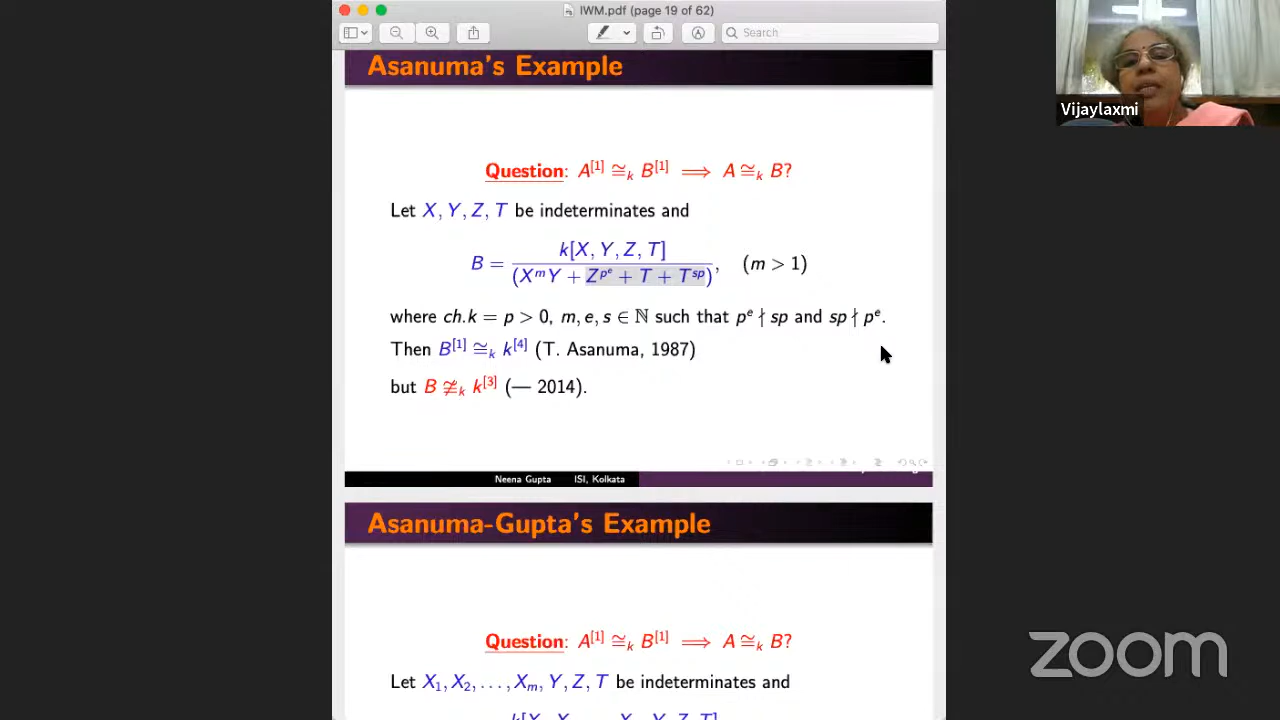 IWM.pdf (page 19 of 62)
Search
Asanuma's Example
Question: A^[1] ≅_k B^[1] ⟹ A ≅_k B?
Let X, Y, Z, T be indeterminates and
B = k[X, Y, Z, T] / (X^m Y + Z^{p^e} + T + T^{sp}), (m > 1)
where ch.k = p > 0, m, e, s ∈ ℕ such that p^e ∤ sp and sp ∤ p^e.
Then B^[1] ≅_k k^[4] (T. Asanuma, 1987)
but B ≇_k k^[3] (— 2014).
Neena Gupta ISI, Kolkata
Asanuma-Gupta's Example
Question: A^[1] ≅_k B^[1] ⟹ A ≅_k B?
Let X_1, X_2, . . . , X_m, Y, Z, T be indeterminates and
Vijaylaxmi
zoom